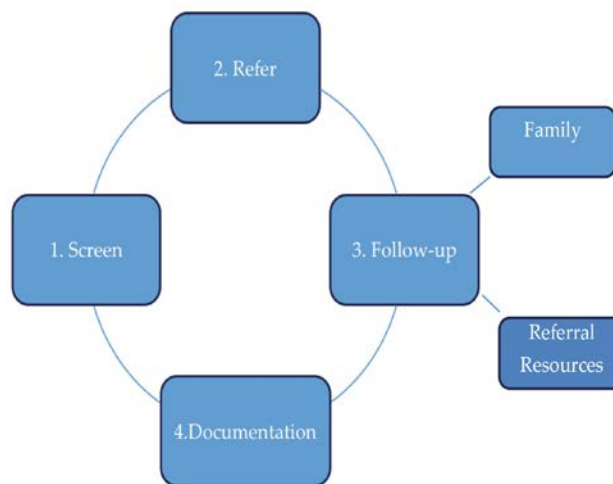 2. Refer
Family
1. Screen
3. Follow-up
Referral
Resources
4.Documentation